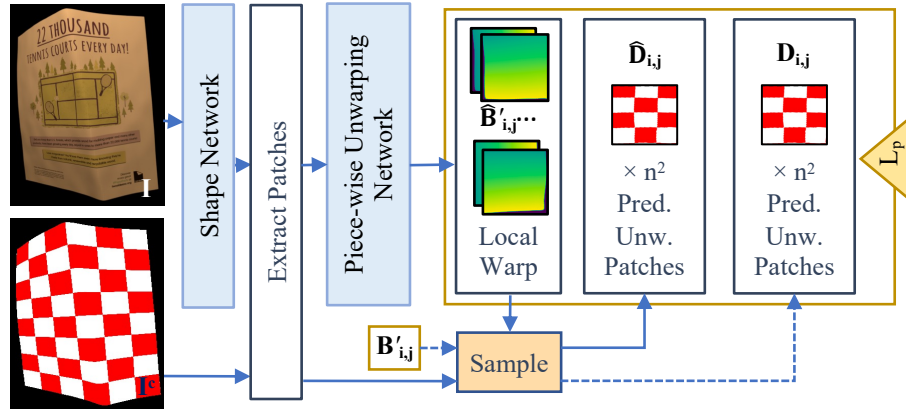 22 THOUSAND
TENNIS COURTS EVERY DAY!
I
Iᶜ
Shape Network
Extract Patches
Piece-wise Unwarping
Network
B̂′i,j...
Local
Warp
D̂i,j
× n²
Pred.
Unw.
Patches
Di,j
× n²
Pred.
Unw.
Patches
Lp
B′i,j
Sample